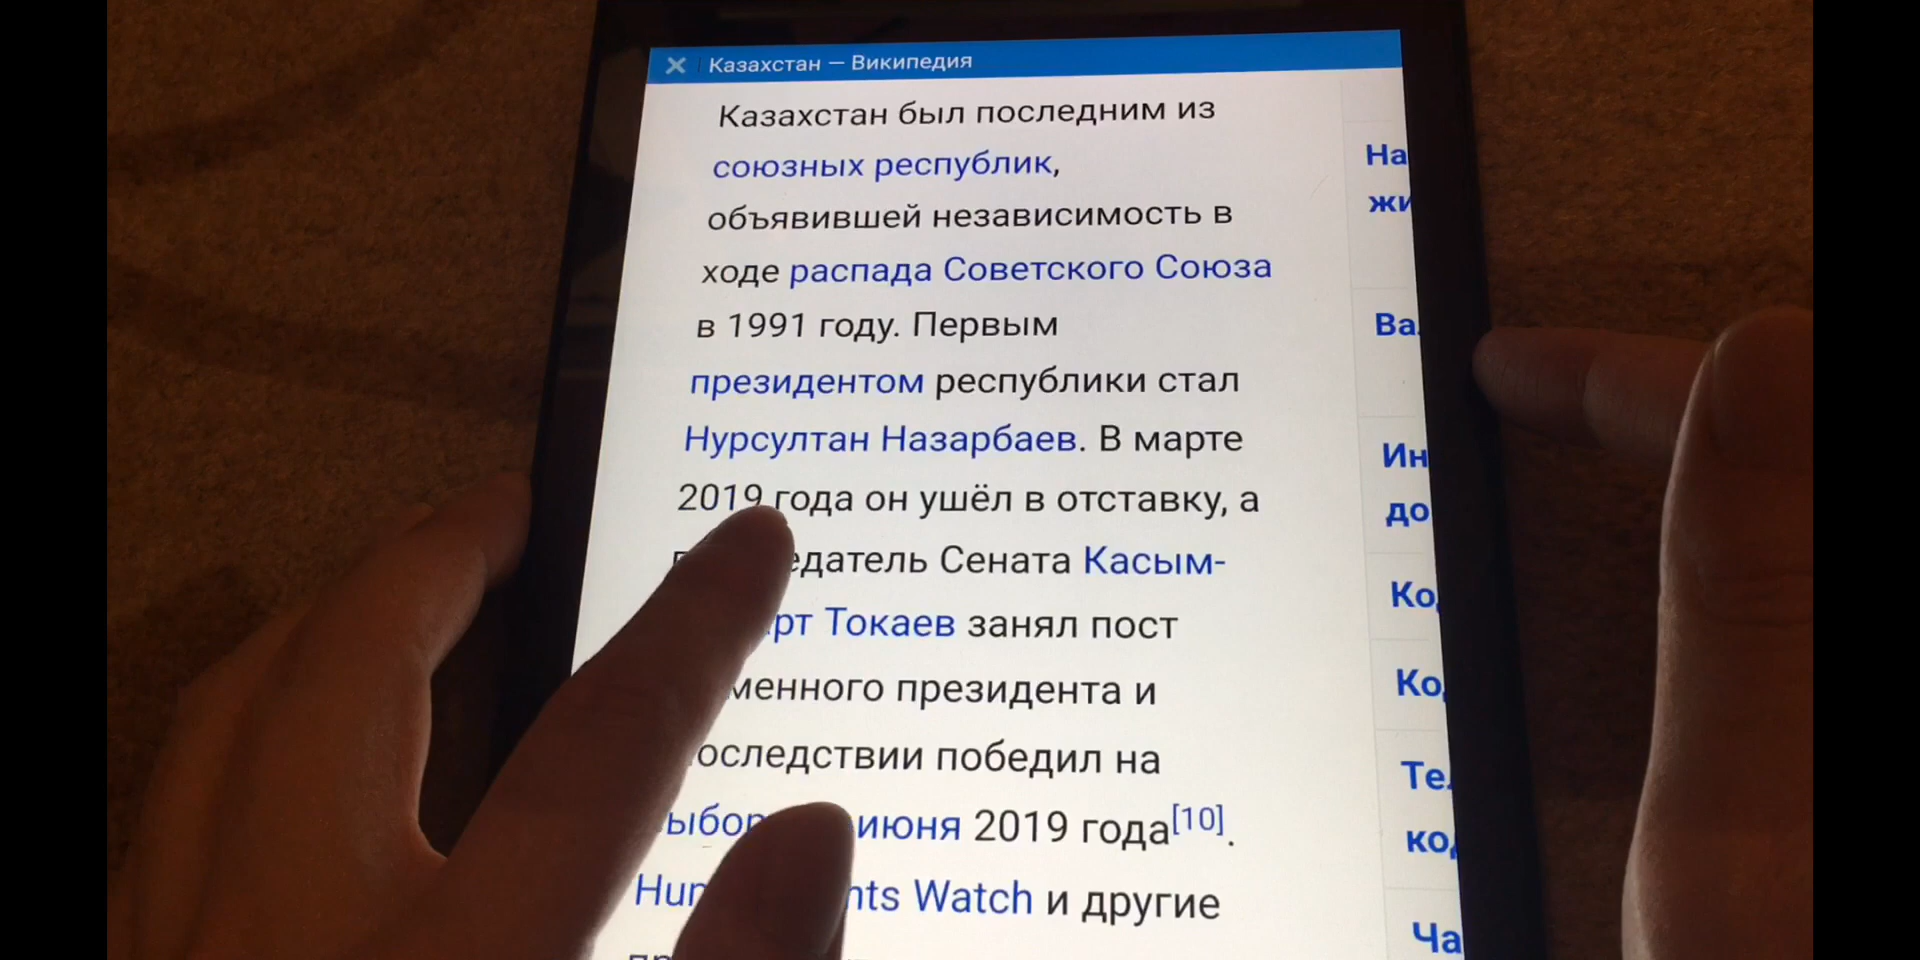 Казахстан — Википедия
Казахстан был последним из
союзных республик,
объявившей независимость в
ходе распада Советского Союза
в 1991 году. Первым
президентом республики стал
Нурсултан Назарбаев. В марте
2019 года он ушёл в отставку, а
едатель Сената Касым-
рт Токаев занял пост
менного президента и
оследствии победил на
ыбор июня 2019 года[10].
Hum nts Watch и другие
На
жи
Ва
Ин
до
Ко
Ко
Те
ко
Ча